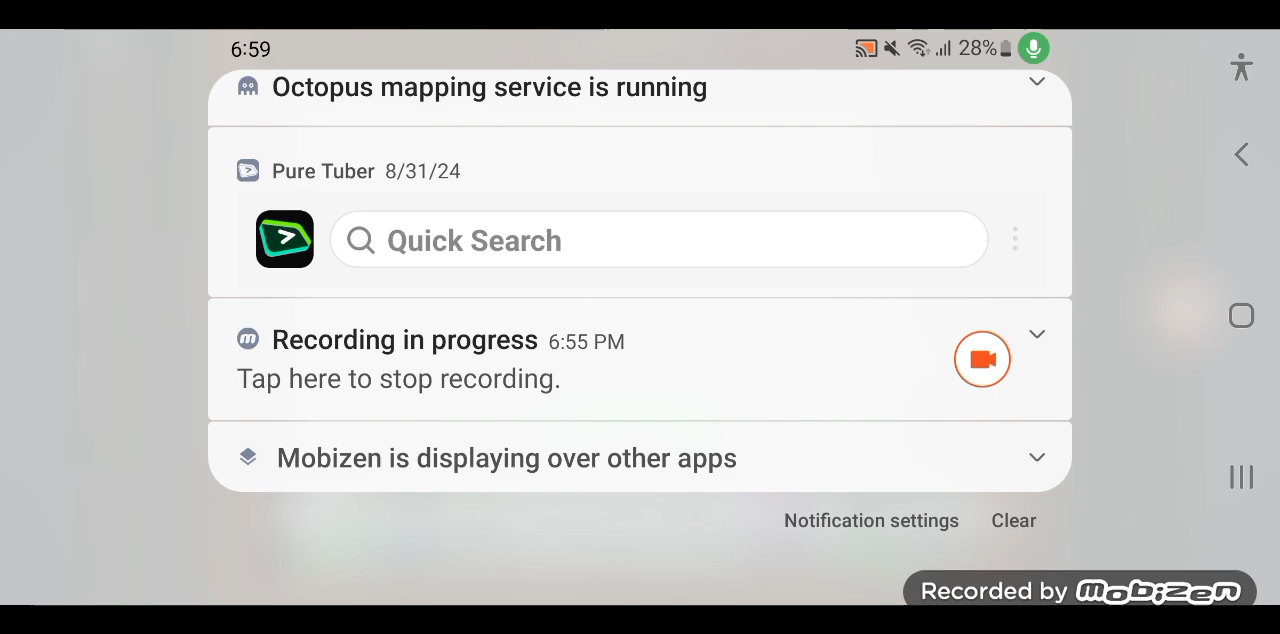 6:59
28%
Octopus mapping service is running
Pure Tuber 8/31/24
Quick Search
Recording in progress 6:55 PM
Tap here to stop recording.
Mobizen is displaying over other apps
Notification settings Clear
Recorded by mobizen